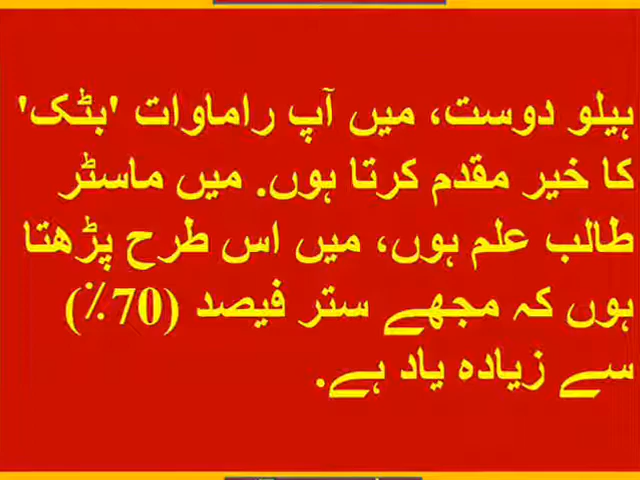 ہیلو دوست، میں آپ راماوات 'بٹک'
کا خیر مقدم کرتا ہوں. میں ماسٹر
طالب علم ہوں، میں اس طرح پڑھتا
ہوں کہ مجھے ستر فیصد (70٪)
سے زیادہ یاد ہے.